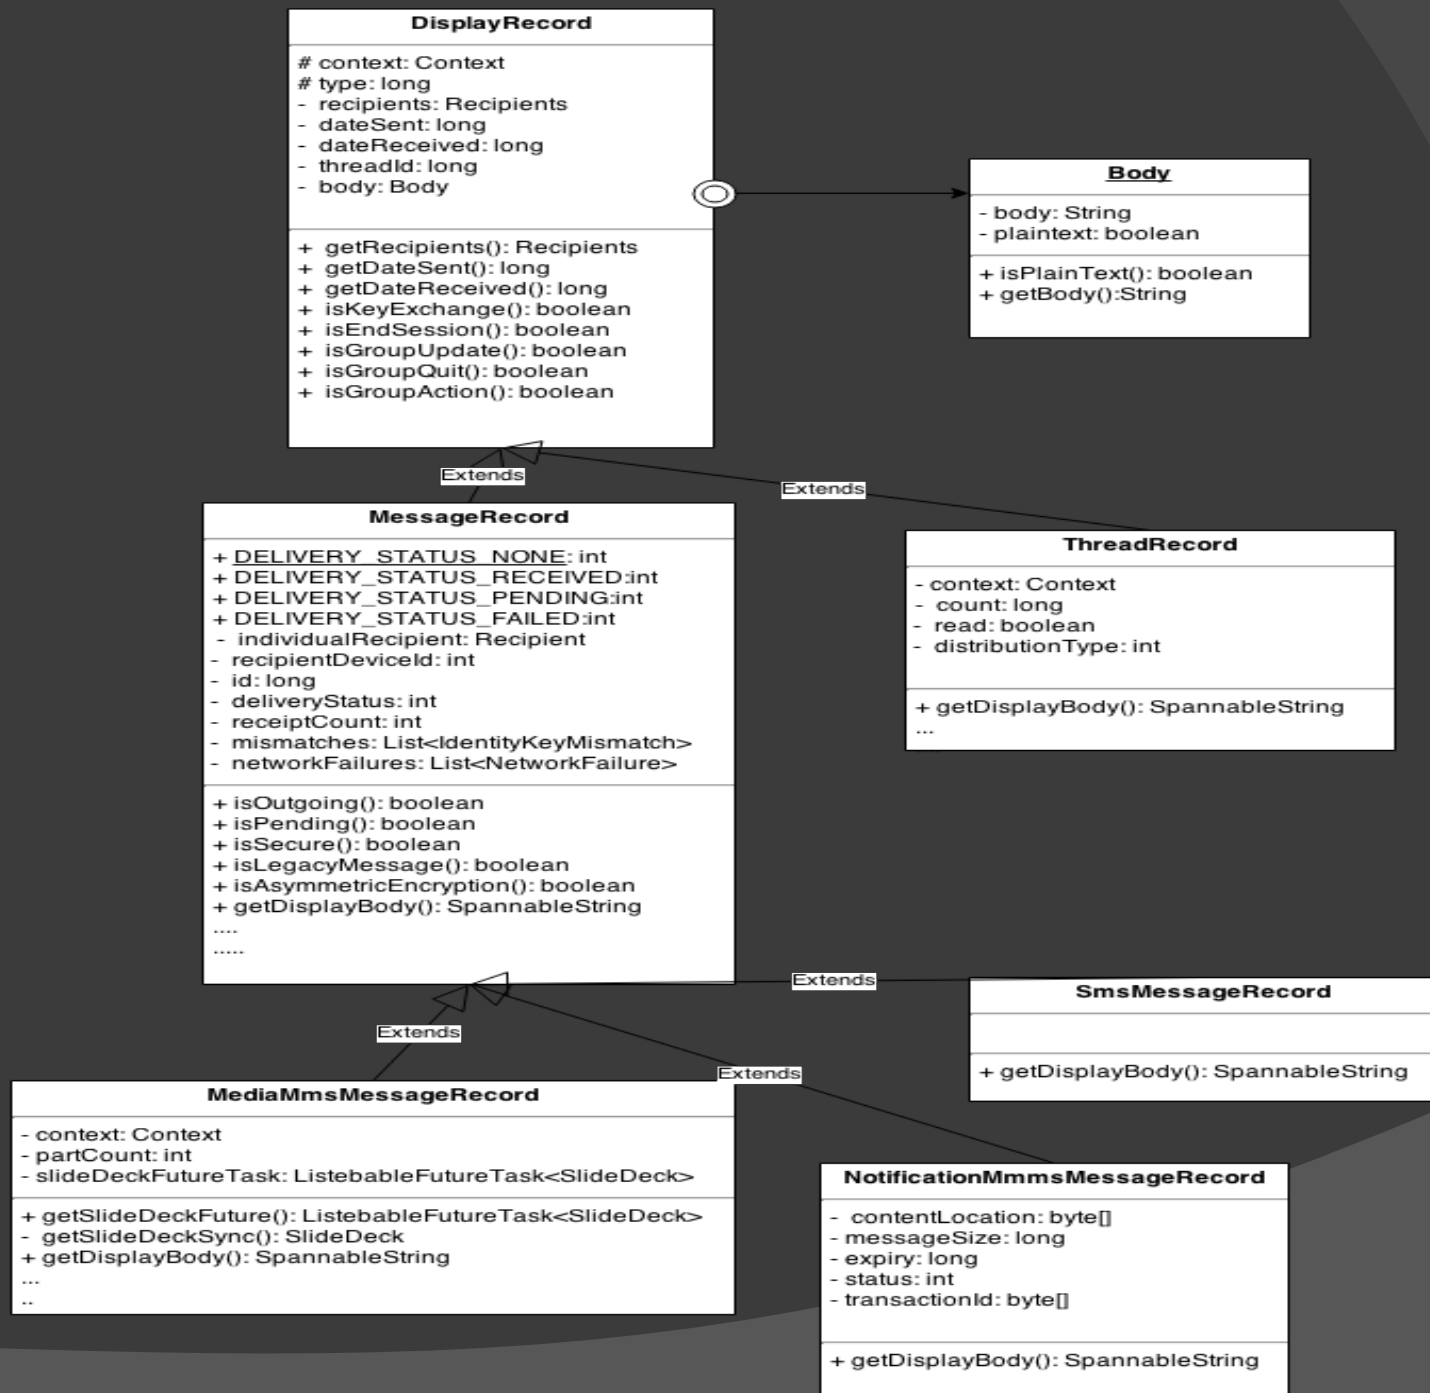 DisplayRecord
# context: Context
# type: long
- recipients: Recipients
- dateSent: long
- dateReceived: long
- threadId: long
- body: Body
+ getRecipients(): Recipients
+ getDateSent(): long
+ getDateReceived(): long
+ isKeyExchange(): boolean
+ isEndSession(): boolean
+ isGroupUpdate(): boolean
+ isGroupQuit(): boolean
+ isGroupAction(): boolean
Body
- body: String
- plaintext: boolean
+ isPlainText(): boolean
+ getBody():String
Extends
Extends
MessageRecord
+ DELIVERY_STATUS_NONE: int
+ DELIVERY_STATUS_RECEIVED:int
+ DELIVERY_STATUS_PENDING:int
+ DELIVERY_STATUS_FAILED:int
- individualRecipient: Recipient
- recipientDeviceId: int
- id: long
- deliveryStatus: int
- receiptCount: int
- mismatches: List<IdentityKeyMismatch>
- networkFailures: List<NetworkFailure>
+ isOutgoing(): boolean
+ isPending(): boolean
+ isSecure(): boolean
+ isLegacyMessage(): boolean
+ isAsymmetricEncryption(): boolean
+ getDisplayBody(): SpannableString
....
.....
ThreadRecord
- context: Context
- count: long
- read: boolean
- distributionType: int
+ getDisplayBody(): SpannableString
...
Extends
Extends
Extends
SmsMessageRecord
+ getDisplayBody(): SpannableString
MediaMmsMessageRecord
- context: Context
- partCount: int
- slideDeckFutureTask: ListebableFutureTask<SlideDeck>
+ getSlideDeckFuture(): ListebableFutureTask<SlideDeck>
- getSlideDeckSync(): SlideDeck
+ getDisplayBody(): SpannableString
...
..
NotificationMmmsMessageRecord
- contentLocation: byte[]
- messageSize: long
- expiry: long
- status: int
- transactionId: byte[]
+ getDisplayBody(): SpannableString